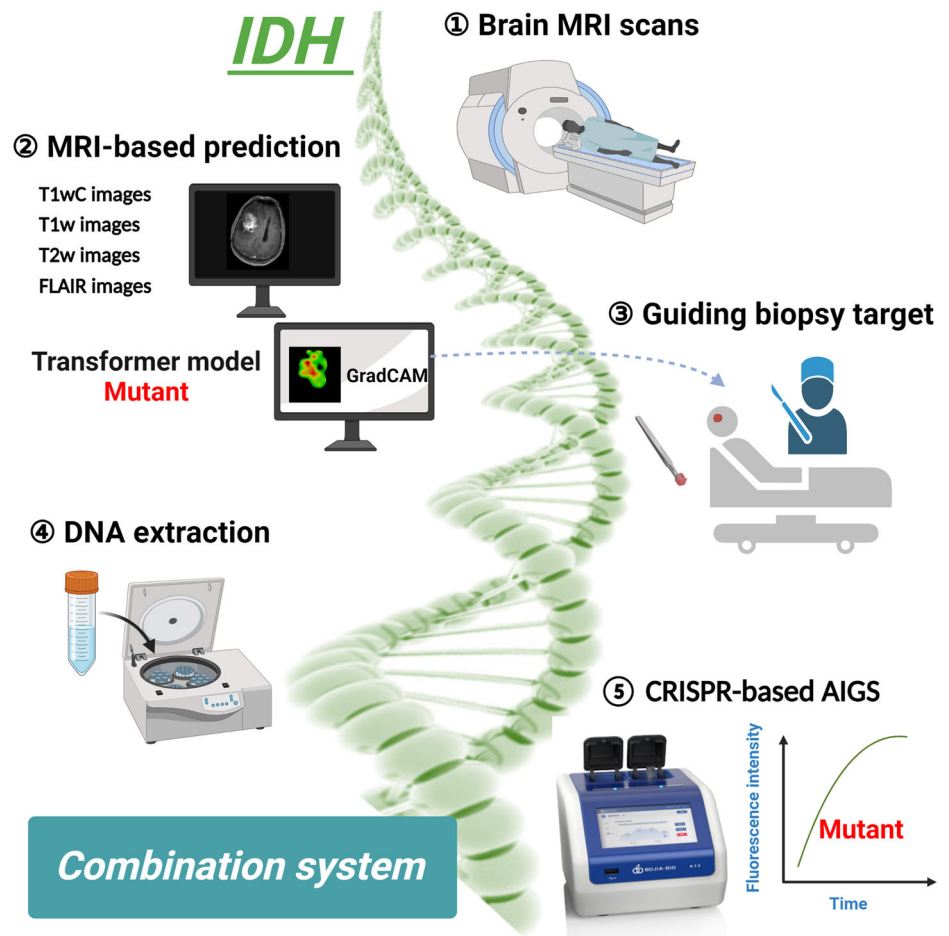 IDH
① Brain MRI scans
② MRI-based prediction
T1wC images
T1w images
T2w images
FLAIR images
Transformer model
Mutant
GradCAM
③ Guiding biopsy target
④ DNA extraction
⑤ CRISPR-based AIGS
BOJIA-BIO
Fluorescence intensity
Mutant
Time
Combination system